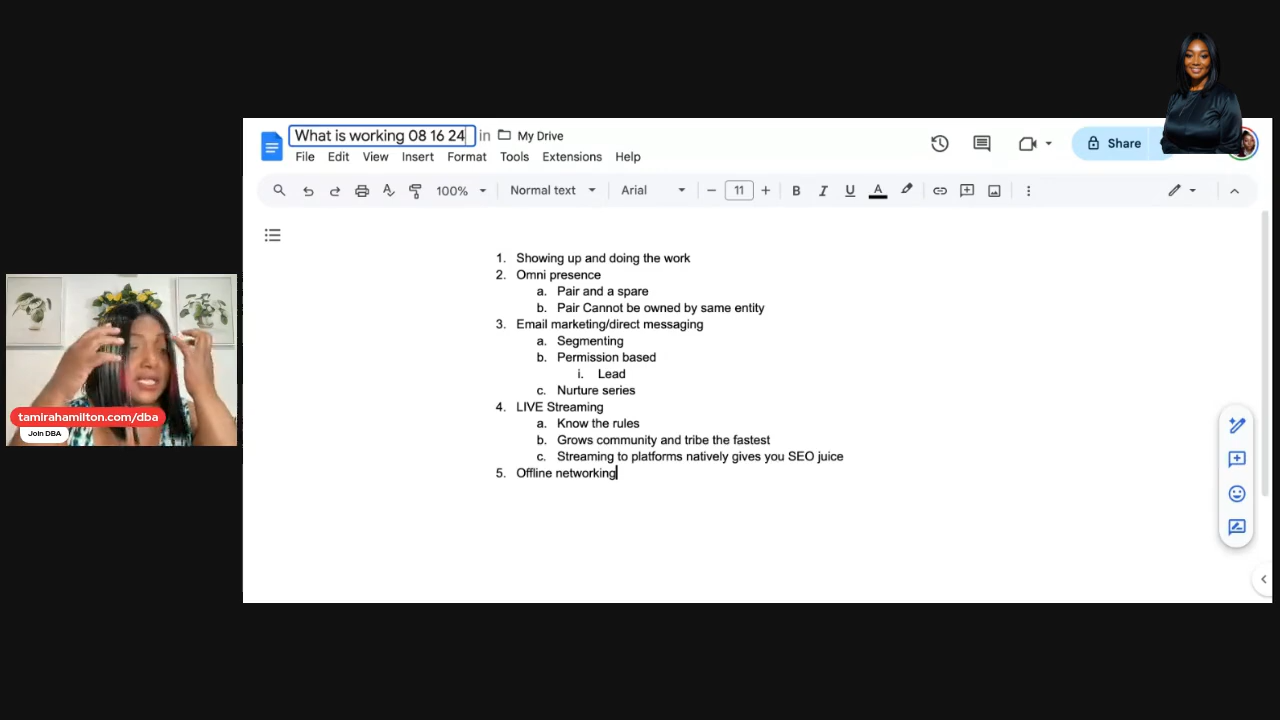 What is working 08 16 24 in My Drive
File Edit View Insert Format Tools Extensions Help
Share
100% Normal text Arial 11 B I U A
1. Showing up and doing the work
2. Omni presence
a. Pair and a spare
b. Pair Cannot be owned by same entity
3. Email marketing/direct messaging
a. Segmenting
b. Permission based
i. Lead
c. Nurture series
4. LIVE Streaming
a. Know the rules
b. Grows community and tribe the fastest
c. Streaming to platforms natively gives you SEO juice
5. Offline networking
tamirahamilton.com/dba
Join DBA